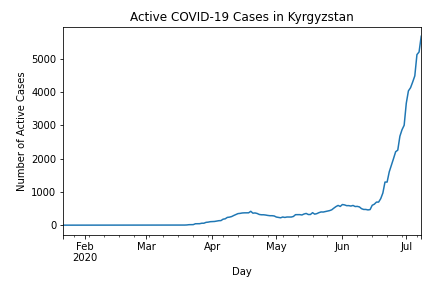 Active COVID-19 Cases in Kyrgyzstan
Number of Active Cases
5000
4000
3000
2000
1000
0
Feb
2020
Mar
Apr
May
Jun
Jul
Day